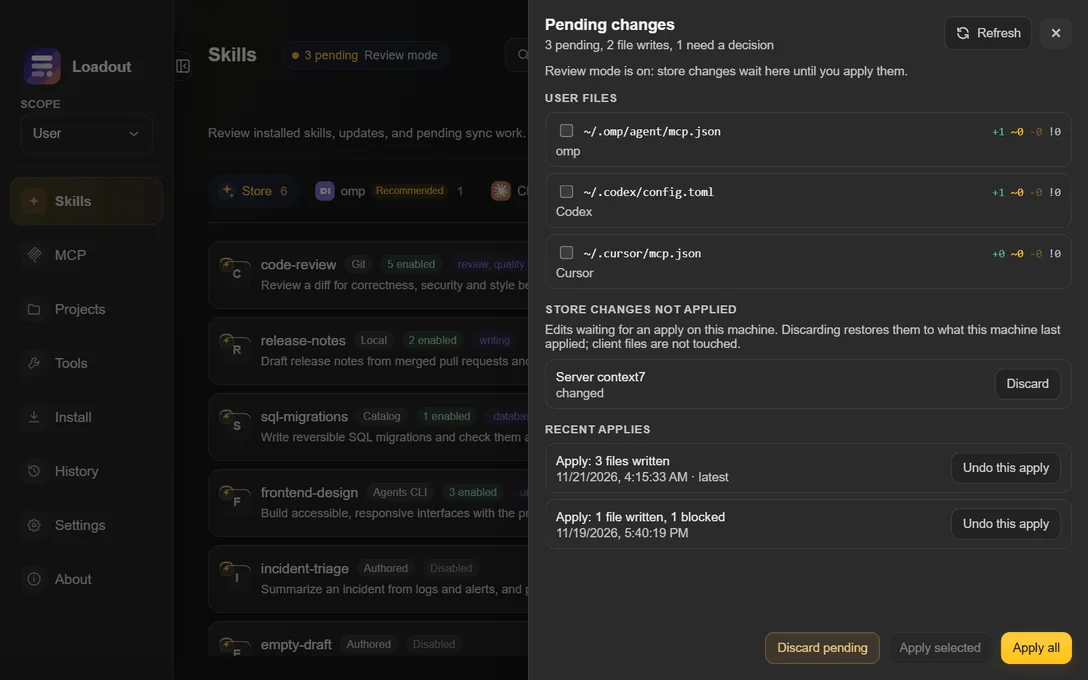 Loadout
SCOPE
User
Skills
MCP
Projects
Tools
Install
History
Settings
About
Skills
3 pending Review mode
Review installed skills, updates, and pending sync work.
Store 6
omp Recommended 1
code-review Git 5 enabled review, quality
Review a diff for correctness, security and style
release-notes Local 2 enabled writing
Draft release notes from merged pull requests
sql-migrations Catalog 1 enabled
Write reversible SQL migrations and check them
frontend-design Agents CLI 3 enabled
Build accessible, responsive interfaces with the
incident-triage Authored Disabled
Summarize an incident from logs and alerts, and
empty-draft Authored Disabled
Pending changes
3 pending, 2 file writes, 1 need a decision
Refresh
Review mode is on: store changes wait here until you apply them.
USER FILES
~/.omp/agent/mcp.json +1 ~0 -0 !0
omp
~/.codex/config.toml +1 ~0 -0 !0
Codex
~/.cursor/mcp.json +0 ~0 -0 !0
Cursor
STORE CHANGES NOT APPLIED
Edits waiting for an apply on this machine. Discarding restores them to what this machine last
applied; client files are not touched.
Server context7
changed
Discard
RECENT APPLIES
Apply: 3 files written
11/21/2026, 4:15:33 AM · latest
Undo this apply
Apply: 1 file written, 1 blocked
11/19/2026, 5:40:19 PM
Undo this apply
Discard pending
Apply selected
Apply all